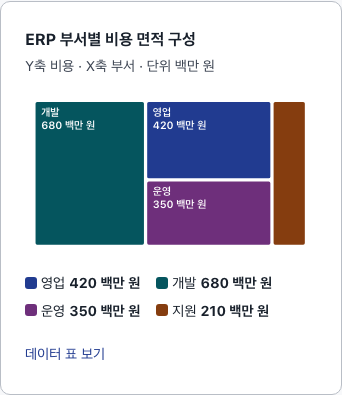 ERP 부서별 비용 면적 구성
Y축 비용 · X축 부서 · 단위 백만 원
개발
680 백만 원
영업
420 백만 원
운영
350 백만 원
영업 420 백만 원
개발 680 백만 원
운영 350 백만 원
지원 210 백만 원
데이터 표 보기